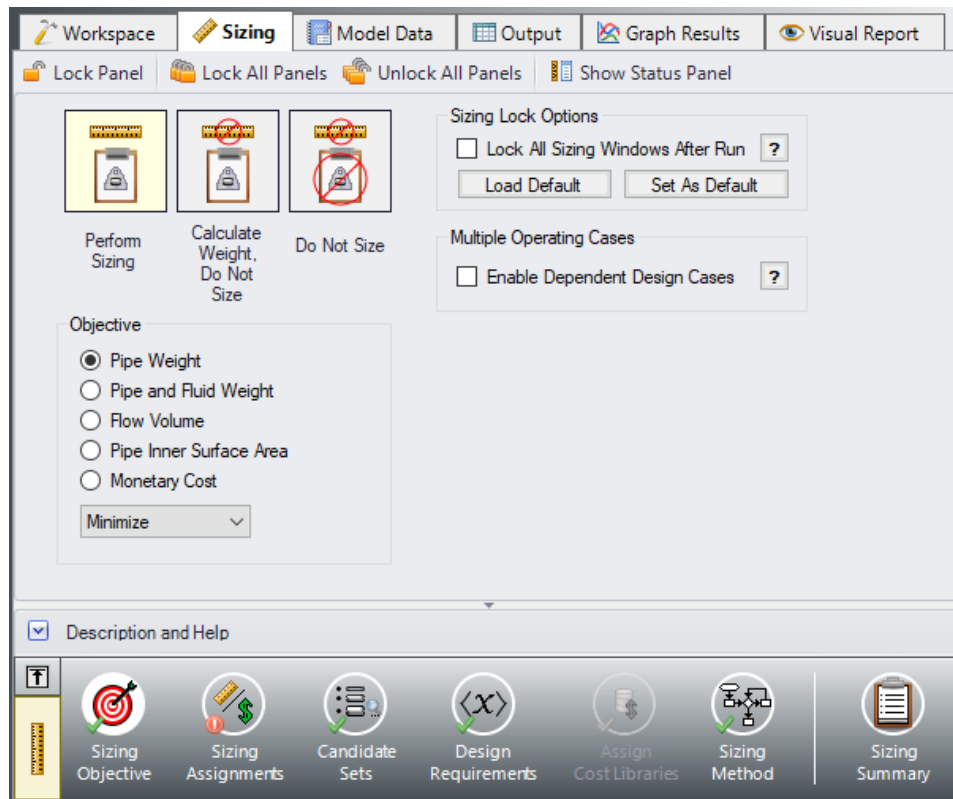 Workspace
Sizing
Model Data
Output
Graph Results
Visual Report
Lock Panel
Lock All Panels
Unlock All Panels
Show Status Panel
Perform
Sizing
Calculate
Weight,
Do Not
Size
Do Not Size
Sizing Lock Options
Lock All Sizing Windows After Run
?
Load Default
Set As Default
Multiple Operating Cases
Enable Dependent Design Cases
?
Objective
Pipe Weight
Pipe and Fluid Weight
Flow Volume
Pipe Inner Surface Area
Monetary Cost
Minimize
Description and Help
Sizing
Objective
Sizing
Assignments
Candidate
Sets
⟨x⟩
Design
Requirements
Assign
Cost Libraries
Sizing
Method
Sizing
Summary